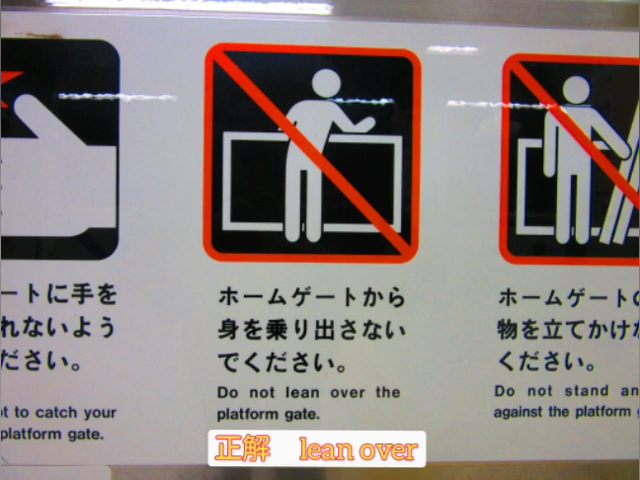 ートに手を
れないよう
ださい。
t to catch your
platform gate.
ホームゲートから
身を乗り出さない
でください。
Do not lean over the
platform gate.
ホームゲートの
物を立てかけ
ください。
Do not stand an
against the platform
正解 lean over